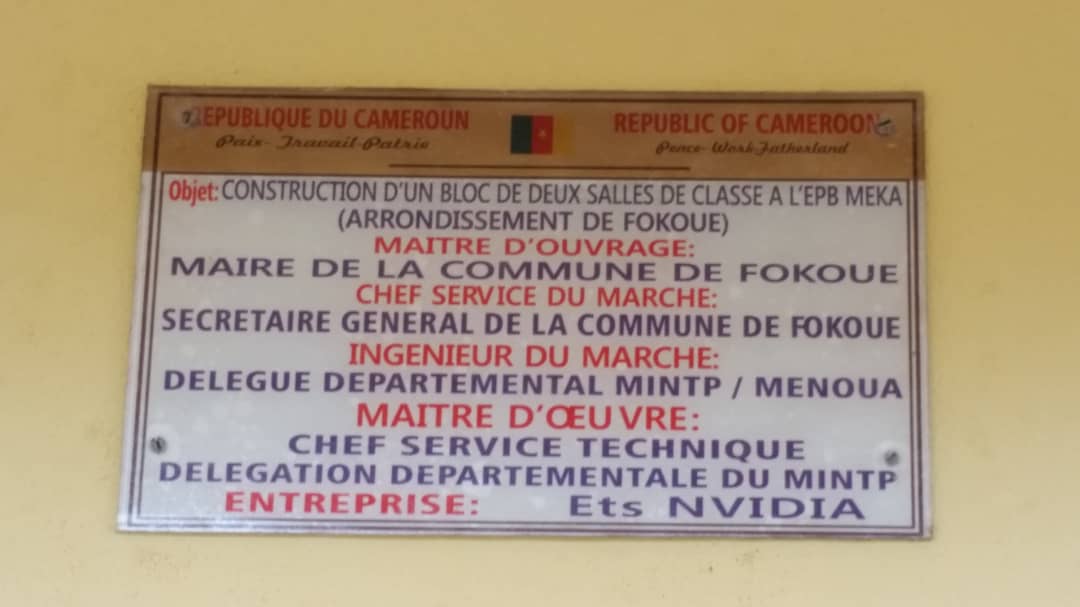 REPUBLIQUE DU CAMEROUN
Paix- Travail-Patrie
REPUBLIC OF CAMEROON
Peace-Work-Fatherland
Objet: CONSTRUCTION D'UN BLOC DE DEUX SALLES DE CLASSE A L'EPB MEKA
(ARRONDISSEMENT DE FOKOUE)
MAITRE D'OUVRAGE:
MAIRE DE LA COMMUNE DE FOKOUE
CHEF SERVICE DU MARCHE:
SECRETAIRE GENERAL DE LA COMMUNE DE FOKOUE
INGENIEUR DU MARCHE:
DELEGUE DEPARTEMENTAL MINTP / MENOUA
MAITRE D'ŒUVRE:
CHEF SERVICE TECHNIQUE
DELEGATION DEPARTEMENTALE DU MINTP
ENTREPRISE: Ets NVIDIA